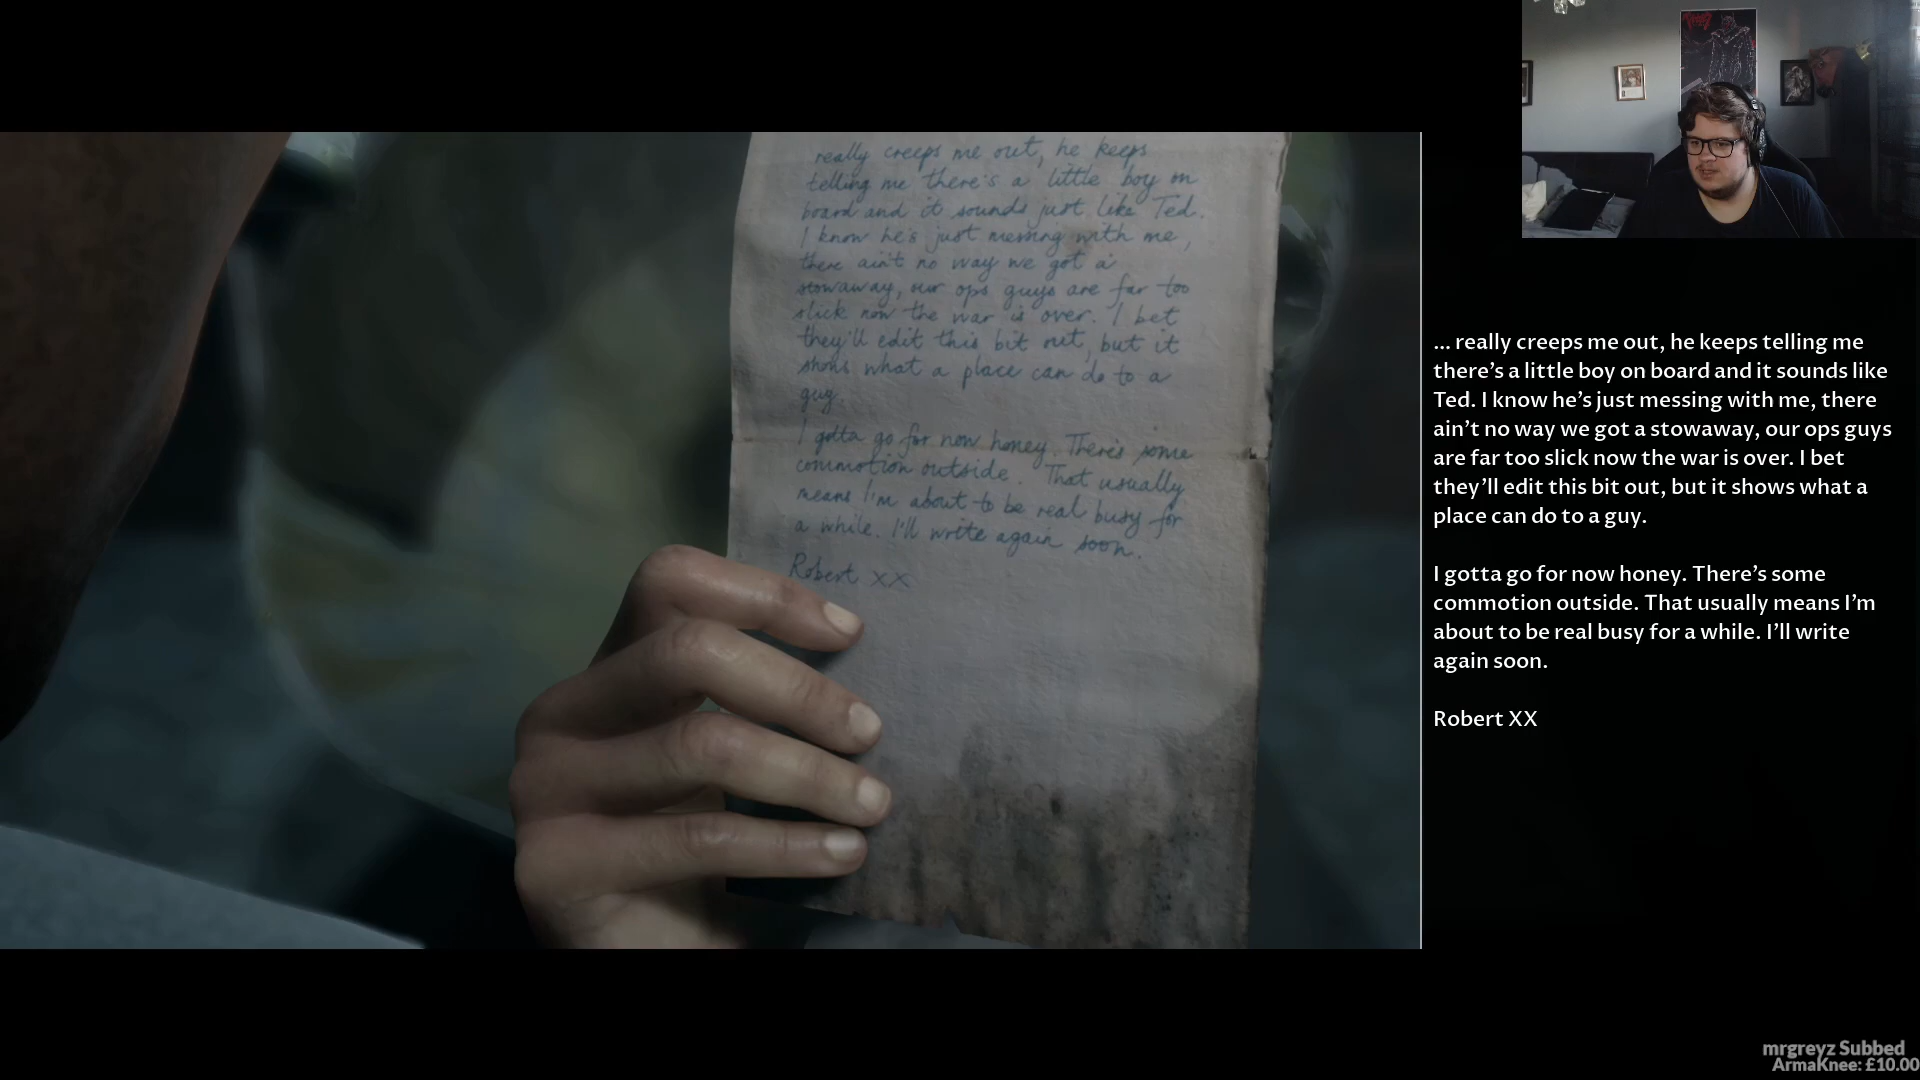 really creeps me out, he keeps
telling me there's a little boy on
board and it sounds just like Ted.
I know he's just messing with me,
there ain't no way we got a
stowaway, our ops guys are far too
slick now the war is over. I bet
they'll edit this bit out, but it
shows what a place can do to a
guy.
I gotta go for now honey. There's some
commotion outside. That usually
means I'm about to be real busy for
a while. I'll write again soon.
Robert XX
... really creeps me out, he keeps telling me
there's a little boy on board and it sounds like
Ted. I know he's just messing with me, there
ain't no way we got a stowaway, our ops guys
are far too slick now the war is over. I bet
they'll edit this bit out, but it shows what a
place can do to a guy.
I gotta go for now honey. There's some
commotion outside. That usually means I'm
about to be real busy for a while. I'll write
again soon.
Robert XX
mrgreyz Subbed
ArmaKnee: £10.00